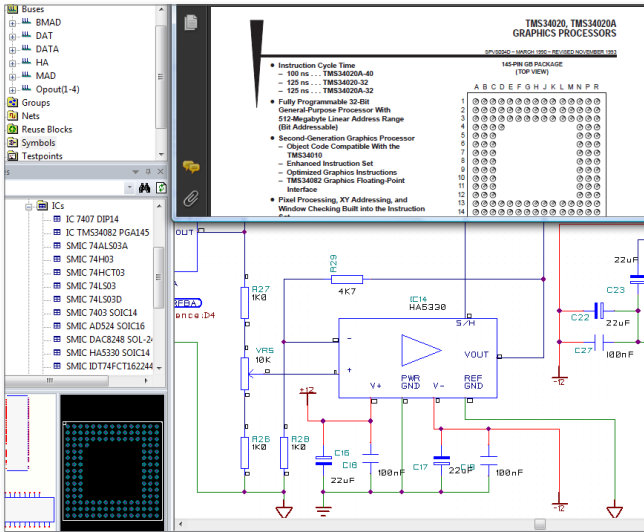 Buses
BMAD
DAT
DATA
HA
MAD
Opout(1-4)
Groups
Nets
Reuse Blocks
Symbols
Testpoints
ICs
IC 7407 DIP14
IC TMS34082 PGA145
SMIC 74ALS03A
SMIC 74H03
SMIC 74HCT03
SMIC 74LS03
SMIC 74LS03D
SMIC 7403 SOIC14
SMIC AD524 SOIC16
SMIC DAC8248 SOL-24
SMIC HA5330 SOIC14
SMIC IDT74FCT162244
TMS34020, TMS34020A
GRAPHICS PROCESSORS
SPVS004D – MARCH 1990 – REVISED NOVEMBER 1993
• Instruction Cycle Time
– 100 ns . . . TMS34020A-40
– 125 ns . . . TMS34020-32
– 125 ns . . . TMS34020A-32
• Fully Programmable 32-Bit
General-Purpose Processor With
512-Megabyte Linear Address Range
(Bit Addressable)
• Second-Generation Graphics Processor
– Object Code Compatible With the
TMS34010
– Enhanced Instruction Set
– Optimized Graphics Instructions
– TMS34082 Graphics Floating-Point
Interface
• Pixel Processing, XY Addressing, and
Window Checking Built into the Instruction
145-PIN GB PACKAGE
(TOP VIEW)
A B C D E F G H J K L M N P R
1
2
3
4
5
6
7
8
9
10
11
12
13
14
OUT
R27
1K0
FBA
ence:D4
VR5
10K
R26
1K0
R28
1K0
R29
4K7
IC14
HA5330
S/H
–
+
VOUT
V+
PWR
GND
V–
REF
GND
+12
C15
22uF
C16
100nF
C17
22uF
C18
100nF
22uF
C23
C22
22uF
C27
100nF
-12
-12
-12